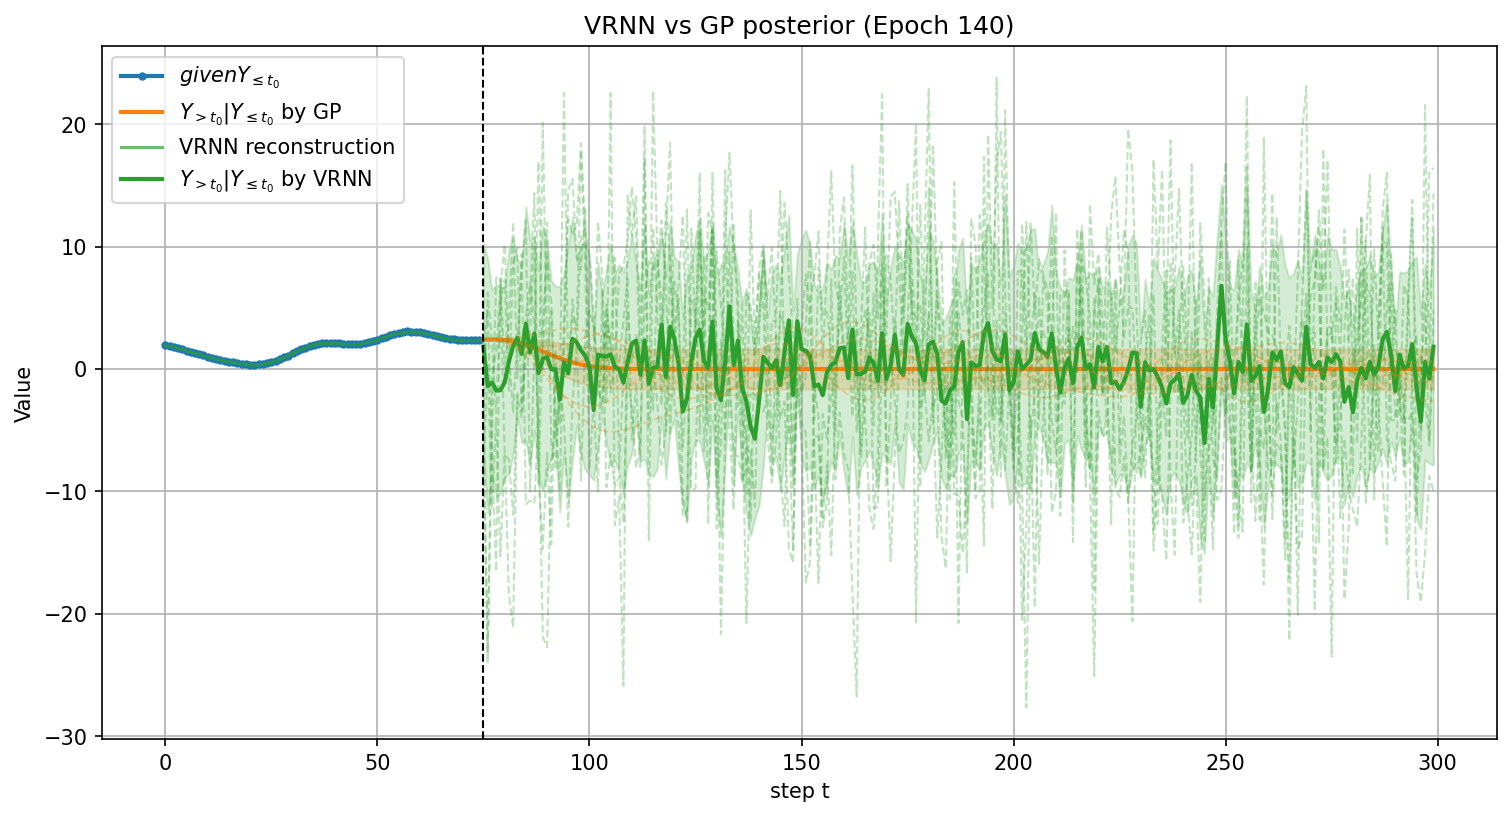 VRNN vs GP posterior (Epoch 140)
givenY≤t₀
Y>t₀|Y≤t₀ by GP
VRNN reconstruction
Y>t₀|Y≤t₀ by VRNN
Value
20
10
0
−10
−20
−30
0 50 100 150 200 250 300
step t